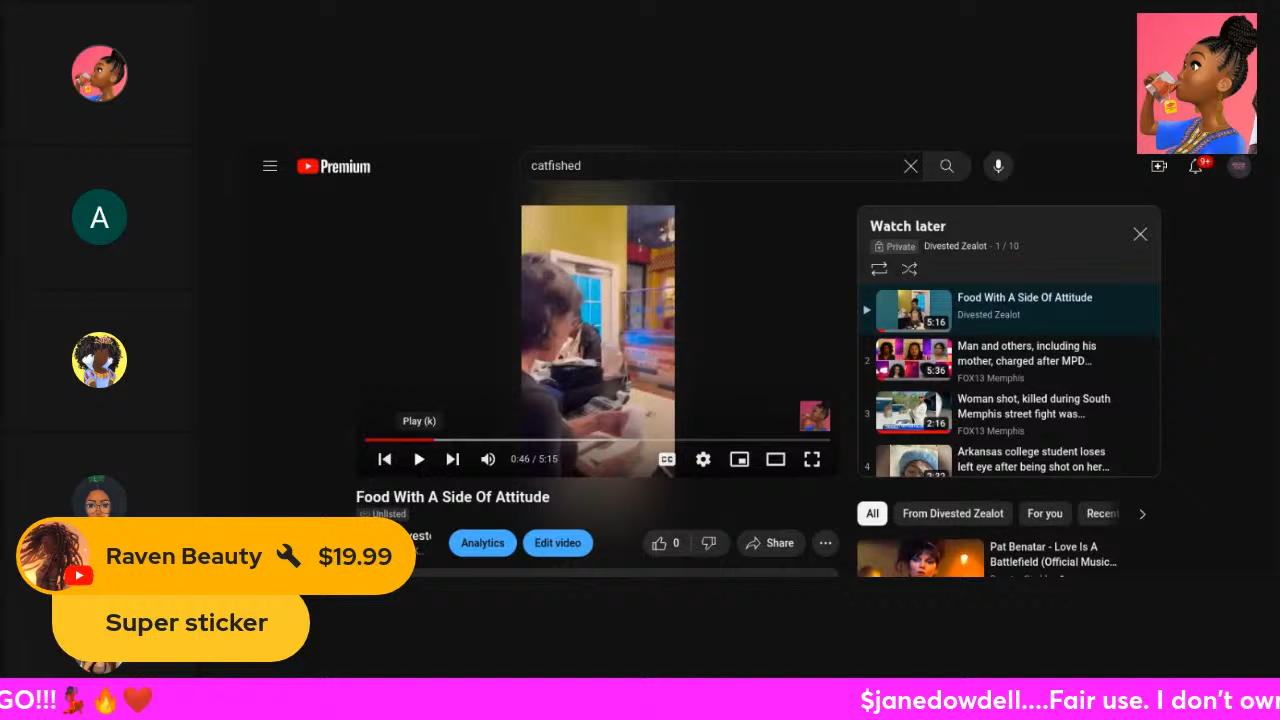 Premium
catfished
9+
A
Watch later
Private Divested Zealot - 1 / 10
Food With A Side Of Attitude
Divested Zealot
5:16
2
Man and others, including his
mother, charged after MPD...
FOX13 Memphis
5:36
3
Woman shot, killed during South
Memphis street fight was...
FOX13 Memphis
2:16
4
Arkansas college student loses
left eye after being shot on her...
Play (k)
0:46 / 5:15
CC
Food With A Side Of Attitude
Unlisted
Analytics
Edit video
0
Share
All
From Divested Zealot
For you
Recent
Pat Benatar - Love Is A
Battlefield (Official Music...
Raven Beauty $19.99
Super sticker
GO!!!💃🔥♥️ $janedowdell....Fair use. I don't own